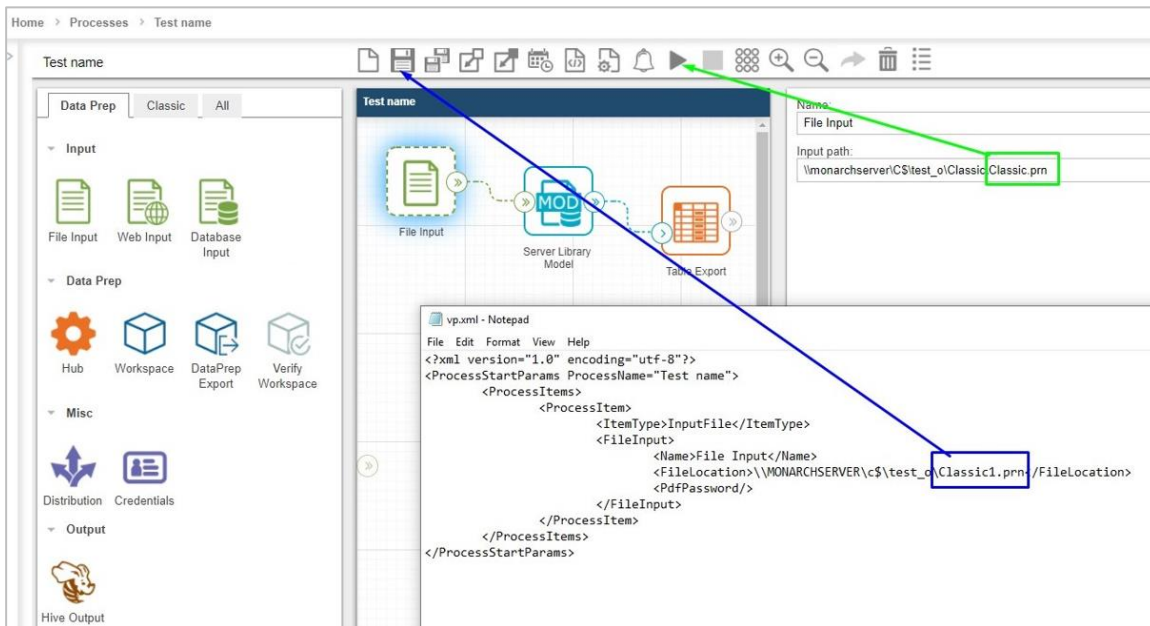 Home > Processes > Test name
Test name
Data Prep Classic All
Input
File Input Web Input Database Input
Data Prep
Hub Workspace DataPrep Export Verify Workspace
Misc
Distribution Credentials
Output
Hive Output
Test name
File Input
MOD
Server Library Model
Table Export
Name:
File Input
Input path:
\\monarchserver\C$\test_o\Classic\Classic.prn
vp.xml - Notepad
File Edit Format View Help
<?xml version="1.0" encoding="utf-8"?>
<ProcessStartParams ProcessName="Test name">
<ProcessItems>
<ProcessItem>
<ItemType>InputFile</ItemType>
<FileInput>
<Name>File Input</Name>
<FileLocation>\\MONARCHSERVER\c$\test_o\Classic1.prn</FileLocation>
<PdfPassword/>
</FileInput>
</ProcessItem>
</ProcessItems>
</ProcessStartParams>